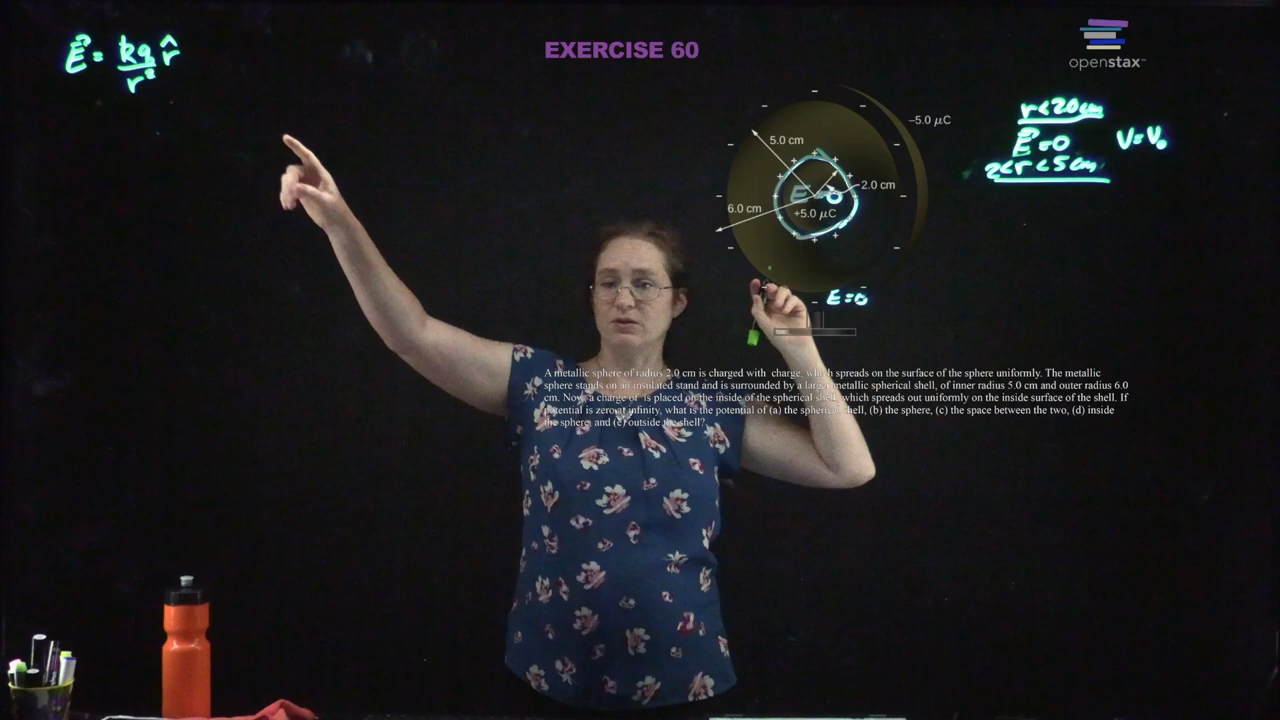 E⃗ = kq/r² r̂
EXERCISE 60
openstax™
r<20cm
E⃗=0
V=V₀
2<r<5cm
–5.0 μC
5.0 cm
2.0 cm
E=0
6.0 cm
+5.0 μC
E=0
A metallic sphere of radius 2.0 cm is charged with charge, which spreads on the surface of the sphere uniformly. The metallic
sphere stands on an insulated stand and is surrounded by a larger metallic spherical shell, of inner radius 5.0 cm and outer radius 6.0
cm. Now, a charge of is placed on the inside of the spherical shell, which spreads out uniformly on the inside surface of the shell. If
potential is zero at infinity, what is the potential of (a) the spherical shell, (b) the sphere, (c) the space between the two, (d) inside
the sphere, and (e) outside the shell?